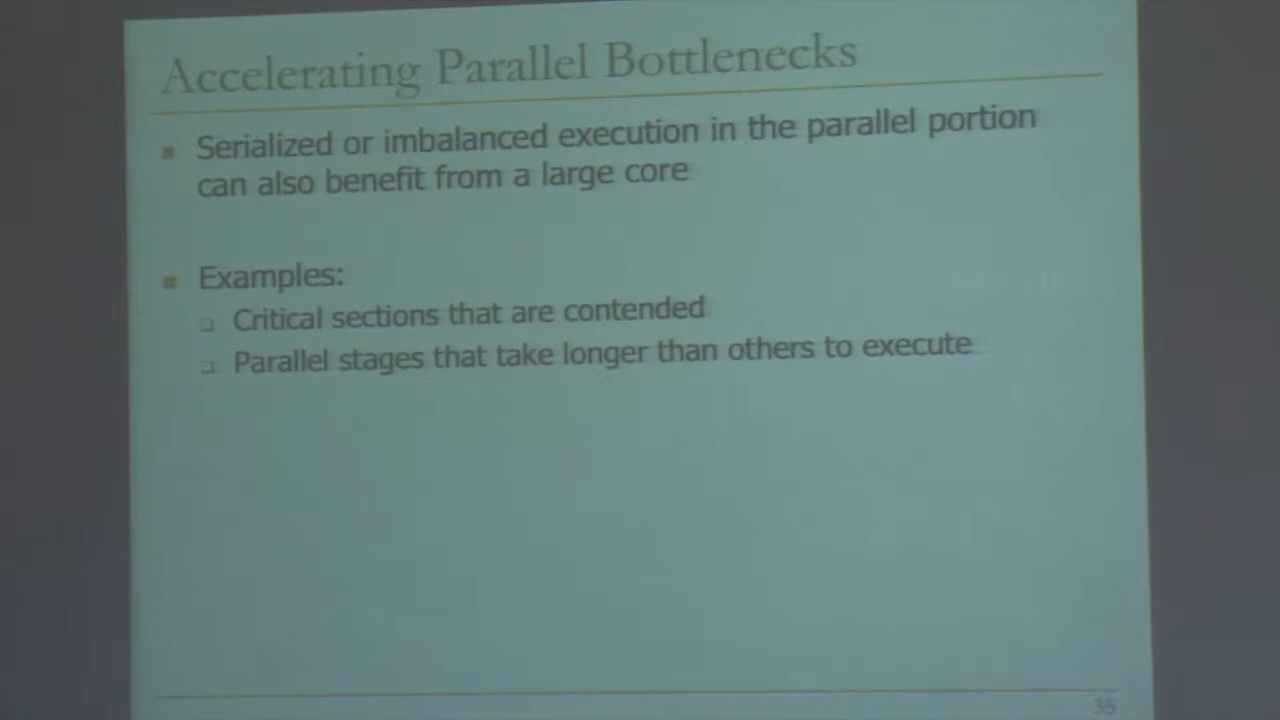 Accelerating Parallel Bottlenecks
Serialized or imbalanced execution in the parallel portion
can also benefit from a large core
Examples:
Critical sections that are contended
Parallel stages that take longer than others to execute
35